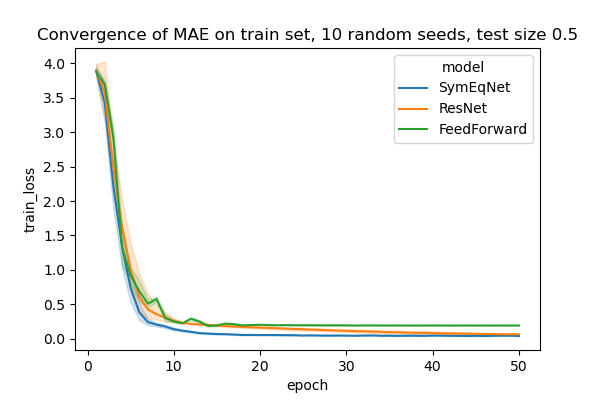 Convergence of MAE on train set, 10 random seeds, test size 0.5
4.0
3.5
3.0
2.5
2.0
1.5
1.0
0.5
0.0
train_loss
model
SymEqNet
ResNet
FeedForward
0
10
20
30
40
50
epoch